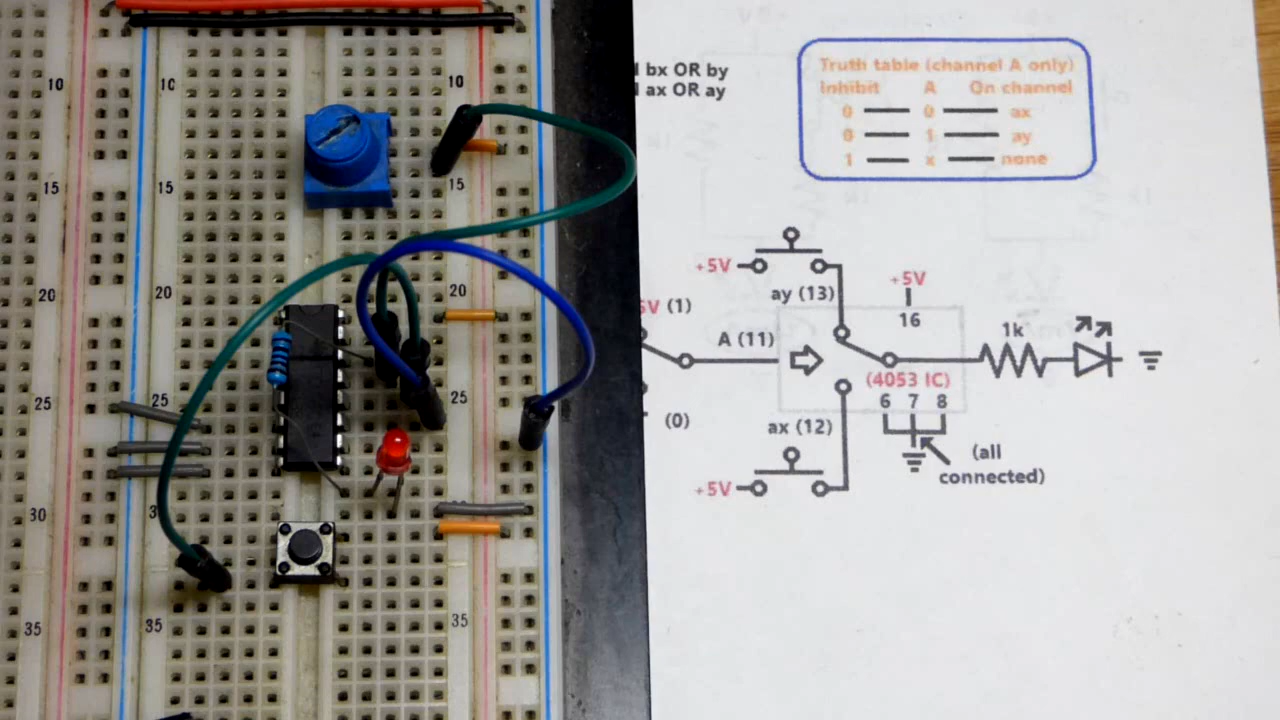 10
10
10
15
15
15
20
20
20
25
25
25
30
3
35
35
35
bx OR by
ax OR ay
Truth table (channel A only)
Inhibit A On channel
0 0 ax
0 1 ay
1 x none
+5V
ay (13)
+5V
16
5V (1)
A (11)
1k
(4053 IC)
6 7 8
(0)
ax (12)
+5V
(all
connected)